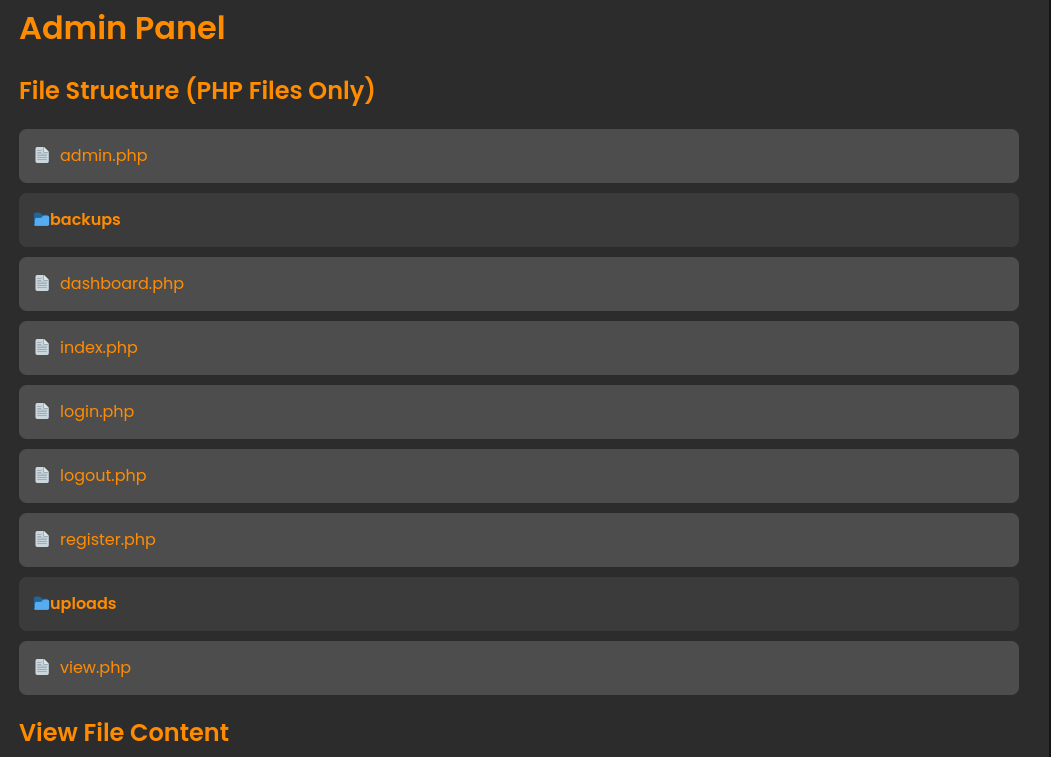 Admin Panel
File Structure (PHP Files Only)
admin.php
backups
dashboard.php
index.php
login.php
logout.php
register.php
uploads
view.php
View File Content